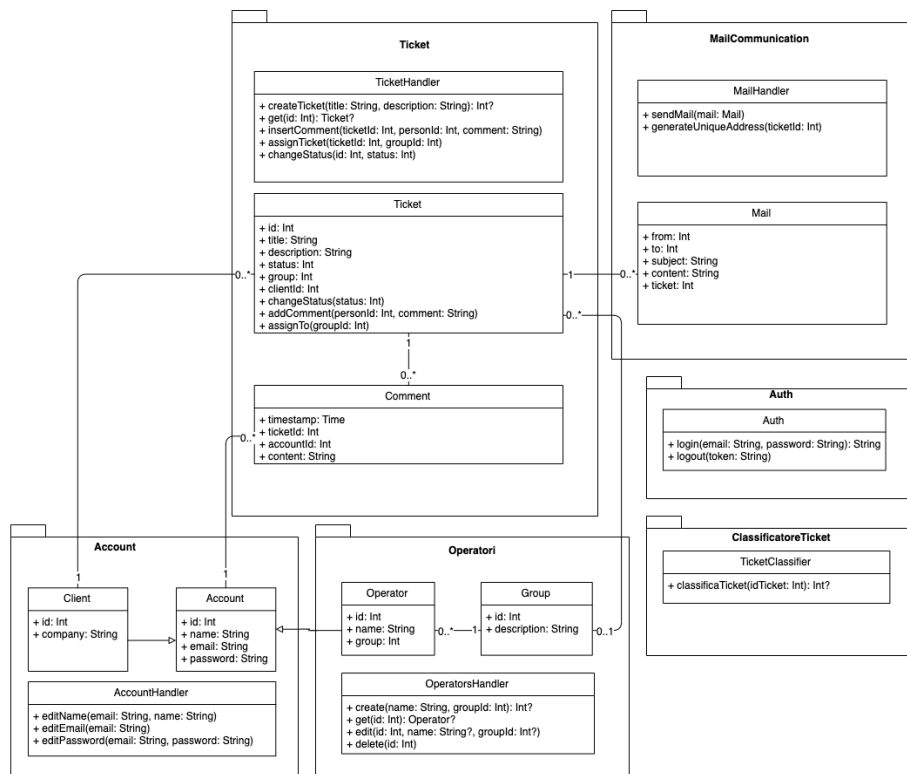 Ticket
TicketHandler
+ createTicket(title: String, description: String): Int?
+ get(id: Int): Ticket?
+ insertComment(ticketId: Int, personId: Int, comment: String)
+ assignTicket(ticketId: Int, groupId: Int)
+ changeStatus(id: Int, status: Int)
Ticket
+ id: Int
+ title: String
+ description: String
+ status: Int
+ group: Int
+ clientId: Int
+ changeStatus(status: Int)
+ addComment(personId: Int, comment: String)
+ assignTo(groupId: Int)
0..*
1
0..*
0..*
1
0..*
Comment
+ timestamp: Time
+ ticketId: Int
+ accountId: Int
+ content: String
0..*
MailCommunication
MailHandler
+ sendMail(mail: Mail)
+ generateUniqueAddress(ticketId: Int)
Mail
+ from: Int
+ to: Int
+ subject: String
+ content: String
+ ticket: Int
Auth
Auth
+ login(email: String, password: String): String
+ logout(token: String)
ClassificatoreTicket
TicketClassifier
+ classificaTicket(idTicket: Int): Int?
Account
1
1
Client
+ id: Int
+ company: String
Account
+ id: Int
+ name: String
+ email: String
+ password: String
AccountHandler
+ editName(email: String, name: String)
+ editEmail(email: String)
+ editPassword(email: String, password: String)
Operatori
Operator
+ id: Int
+ name: String
+ group: Int
0..*
1
Group
+ id: Int
+ description: String
0..1
OperatorsHandler
+ create(name: String, groupId: Int): Int?
+ get(id: Int): Operator?
+ edit(id: Int, name: String?, groupId: Int?)
+ delete(id: Int)